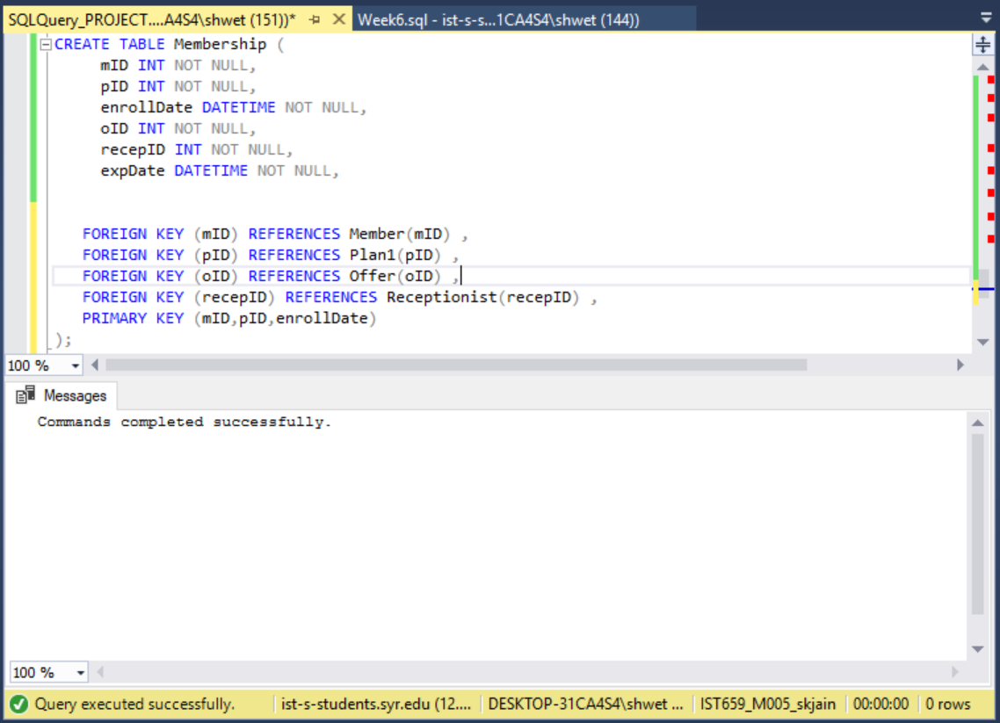 SQLQuery_PROJECT....A4S4\shwet (151))* Week6.sql - ist-s-s...1CA4S4\shwet (144))
CREATE TABLE Membership (
mID INT NOT NULL,
pID INT NOT NULL,
enrollDate DATETIME NOT NULL,
oID INT NOT NULL,
recepID INT NOT NULL,
expDate DATETIME NOT NULL,
FOREIGN KEY (mID) REFERENCES Member(mID) ,
FOREIGN KEY (pID) REFERENCES Plan1(pID) ,
FOREIGN KEY (oID) REFERENCES Offer(oID) ,
FOREIGN KEY (recepID) REFERENCES Receptionist(recepID) ,
PRIMARY KEY (mID,pID,enrollDate)
);
100 %
Messages
Commands completed successfully.
100 %
Query executed successfully. ist-s-students.syr.edu (12.... DESKTOP-31CA4S4\shwet ... IST659_M005_skjain 00:00:00 0 rows